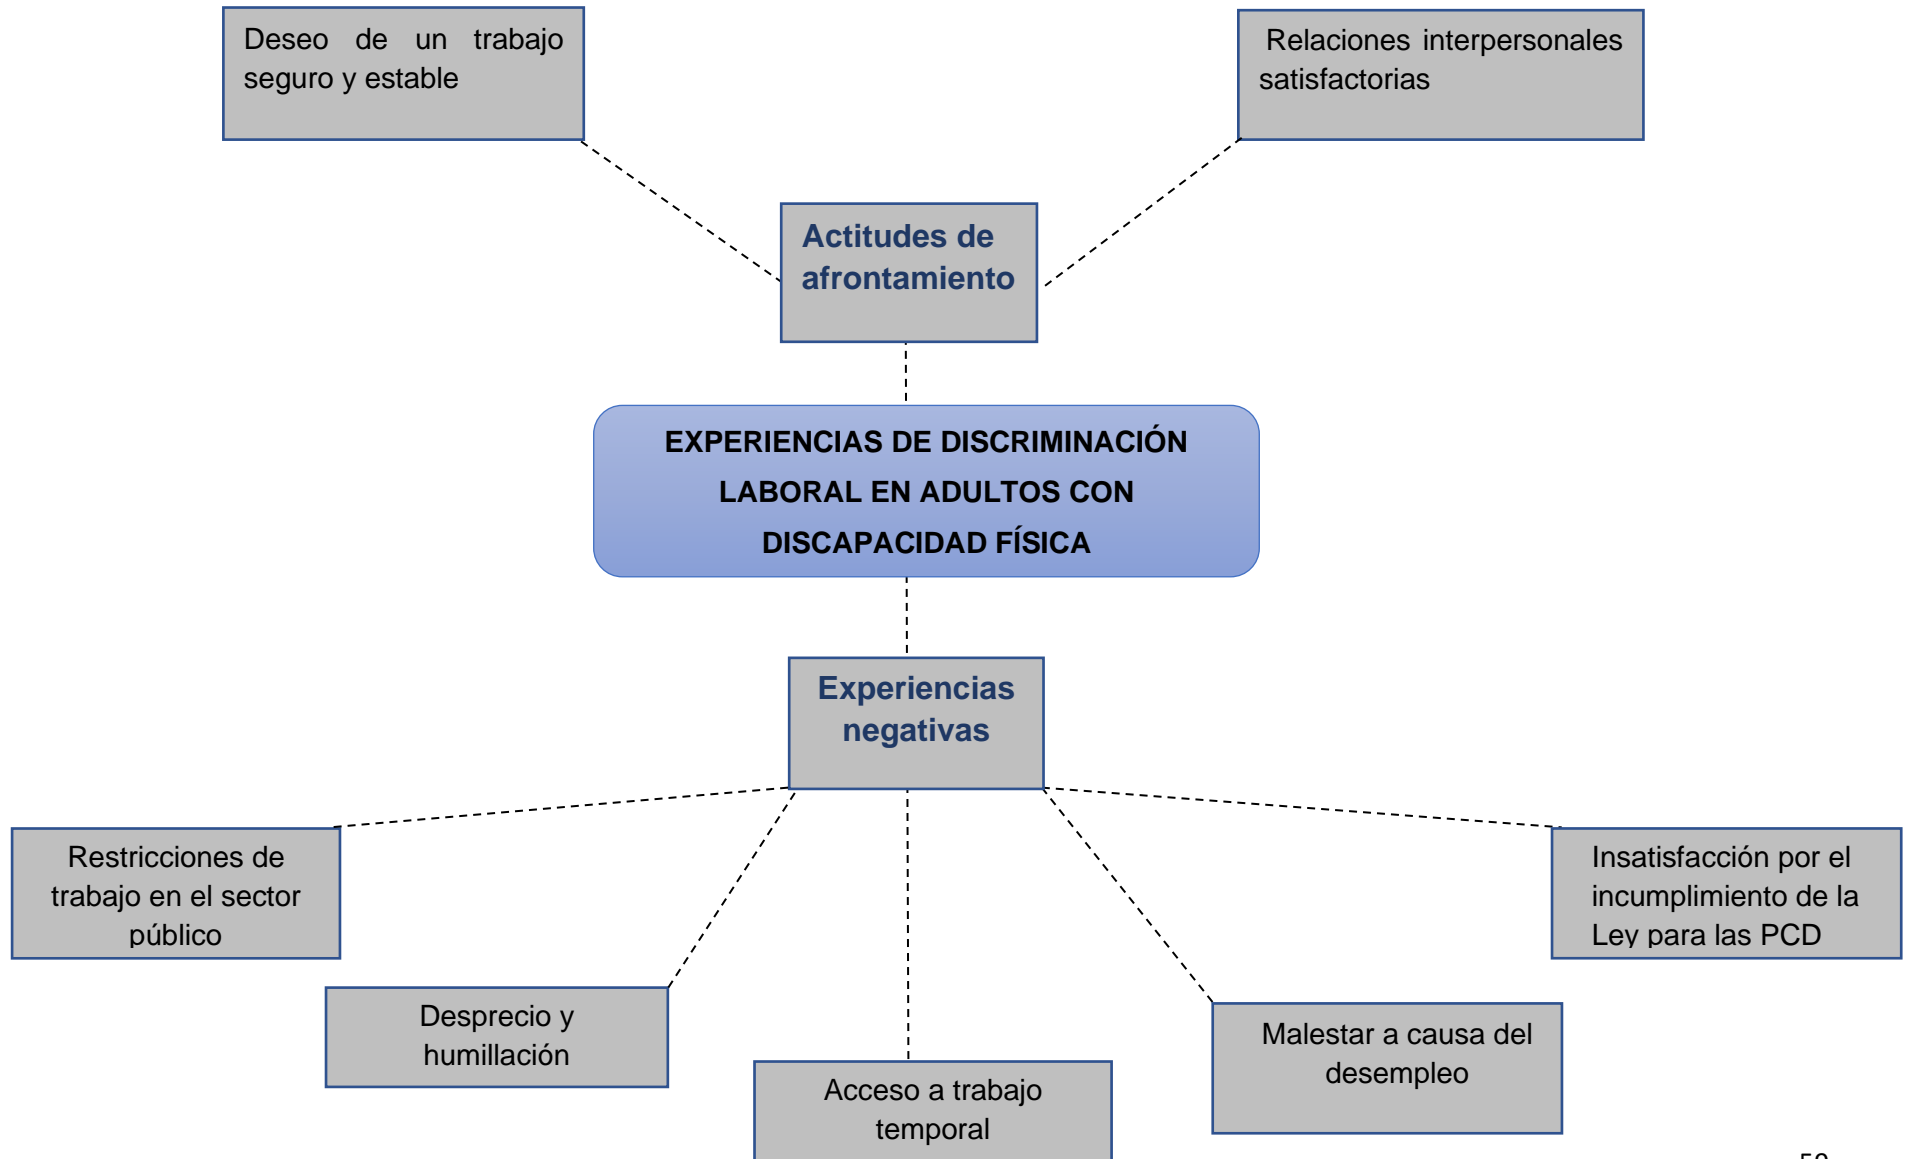 Deseo de un trabajo
seguro y estable
Relaciones interpersonales
satisfactorias
Actitudes de
afrontamiento
EXPERIENCIAS DE DISCRIMINACIÓN
LABORAL EN ADULTOS CON
DISCAPACIDAD FÍSICA
Experiencias
negativas
Restricciones de
trabajo en el sector
público
Insatisfacción por el
incumplimiento de la
Ley para las PCD
Desprecio y
humillación
Malestar a causa del
desempleo
Acceso a trabajo
temporal